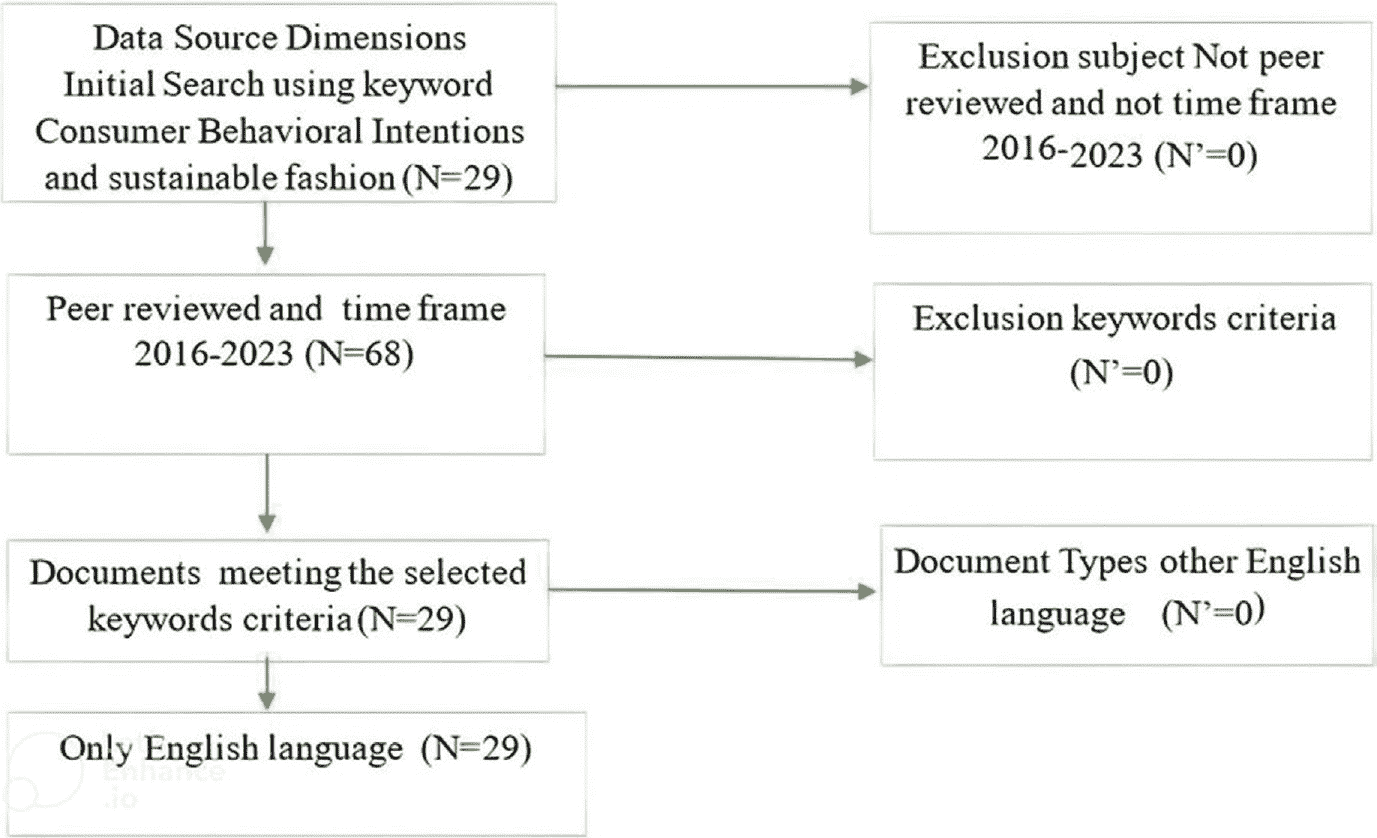 Data Source Dimensions
Initial Search using keyword
Consumer Behavioral Intentions
and sustainable fashion (N=29)
Exclusion subject Not peer
reviewed and not time frame
2016-2023 (N’=0)
Peer reviewed and time frame
2016-2023 (N=68)
Exclusion keywords criteria
(N’=0)
Documents meeting the selected
keywords criteria (N=29)
Document Types other English
language (N’=0)
Only English language (N=29)
Enhance
.io